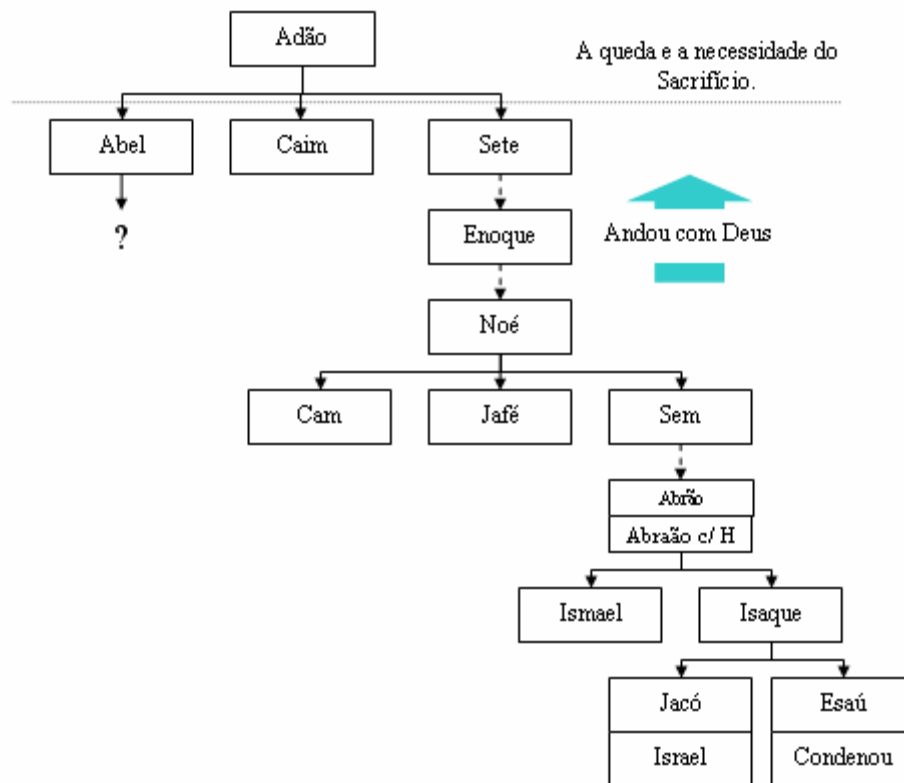 Adão
A queda e a necessidade do
Sacrifício.
Abel
Caim
Sete
?
Enoque
Andou com Deus
Noé
Cam
Jafé
Sem
Abrão
Abraão c/ H
Ismael
Isaque
Jacó
Esaú
Israel
Condenou